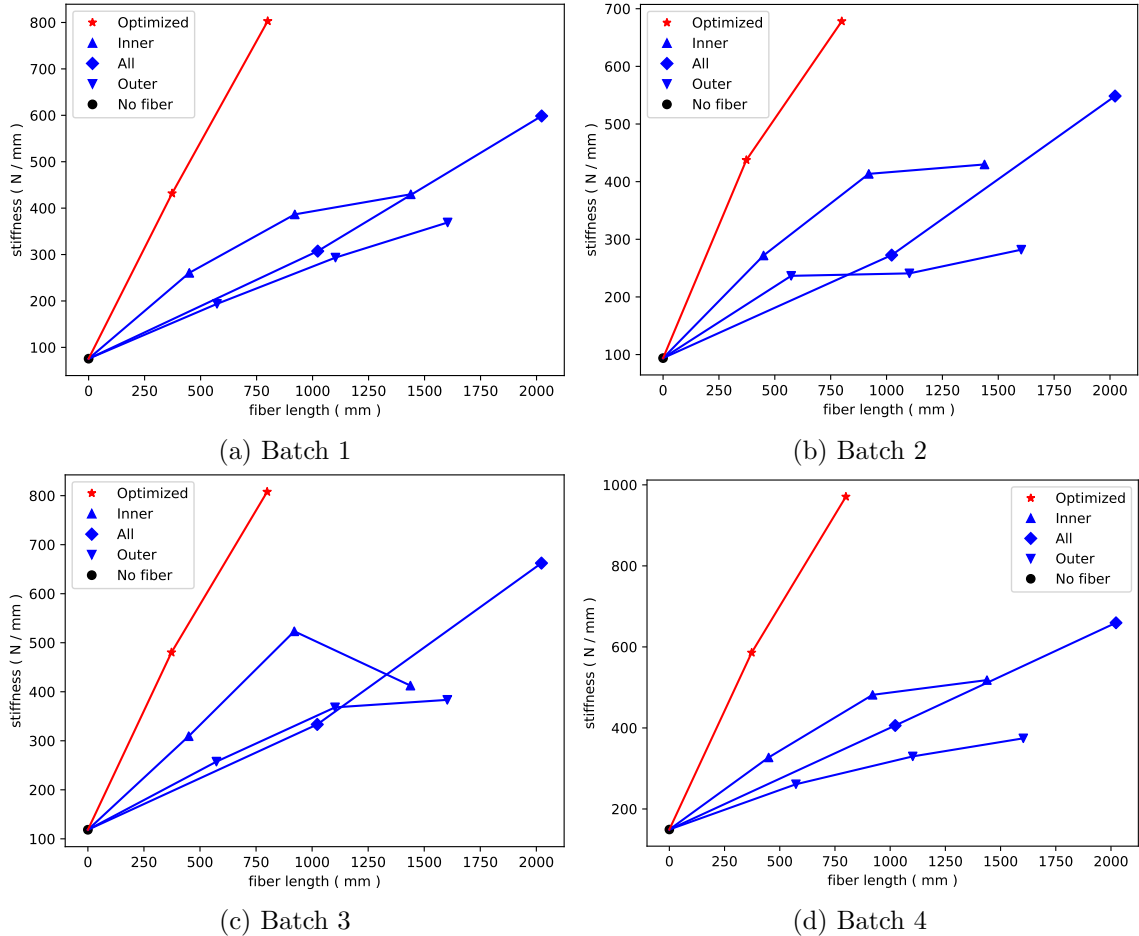 800
700
600
500
400
300
200
100
stiffness ( N / mm )
Optimized
Inner
All
Outer
No fiber
0 250 500 750 1000 1250 1500 1750 2000
fiber length ( mm )
(a) Batch 1
700
600
500
400
300
200
100
stiffness ( N / mm )
Optimized
Inner
All
Outer
No fiber
0 250 500 750 1000 1250 1500 1750 2000
fiber length ( mm )
(b) Batch 2
800
700
600
500
400
300
200
100
stiffness ( N / mm )
Optimized
Inner
All
Outer
No fiber
0 250 500 750 1000 1250 1500 1750 2000
fiber length ( mm )
(c) Batch 3
1000
800
600
400
200
stiffness ( N / mm )
Optimized
Inner
All
Outer
No fiber
0 250 500 750 1000 1250 1500 1750 2000
fiber length ( mm )
(d) Batch 4